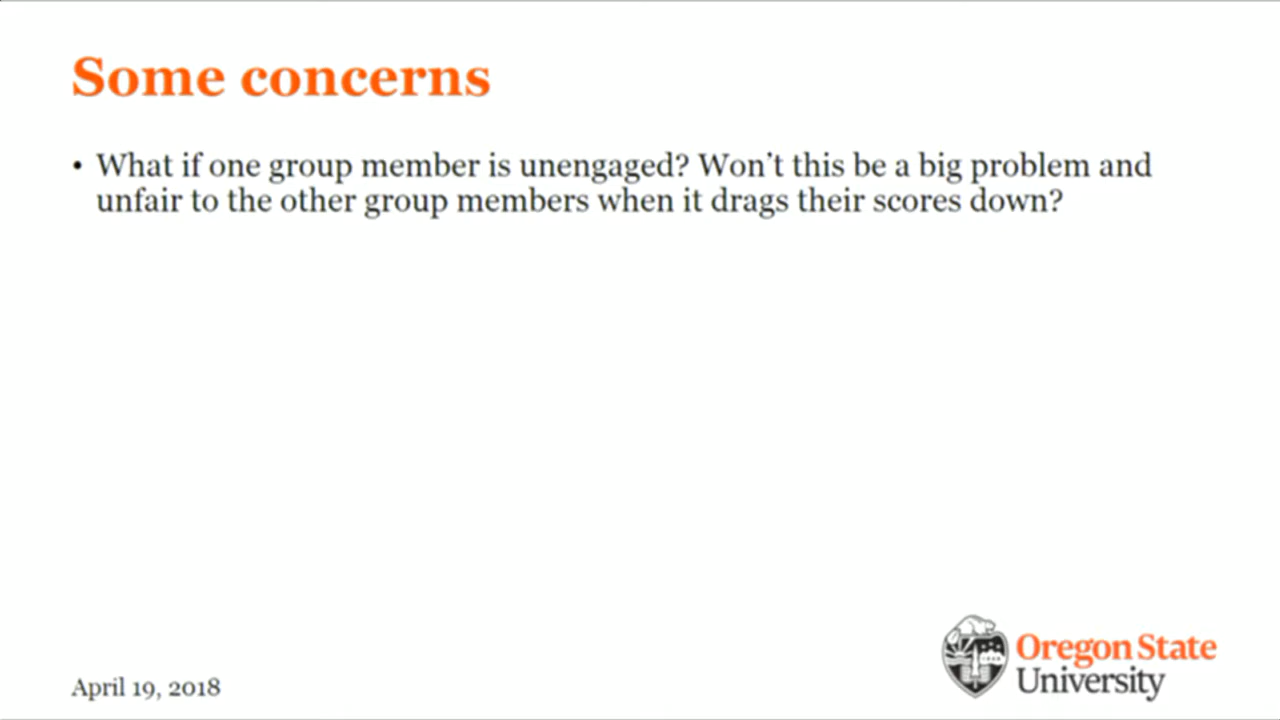 Some concerns
• What if one group member is unengaged? Won't this be a big problem and
unfair to the other group members when it drags their scores down?
Oregon State
University
April 19, 2018